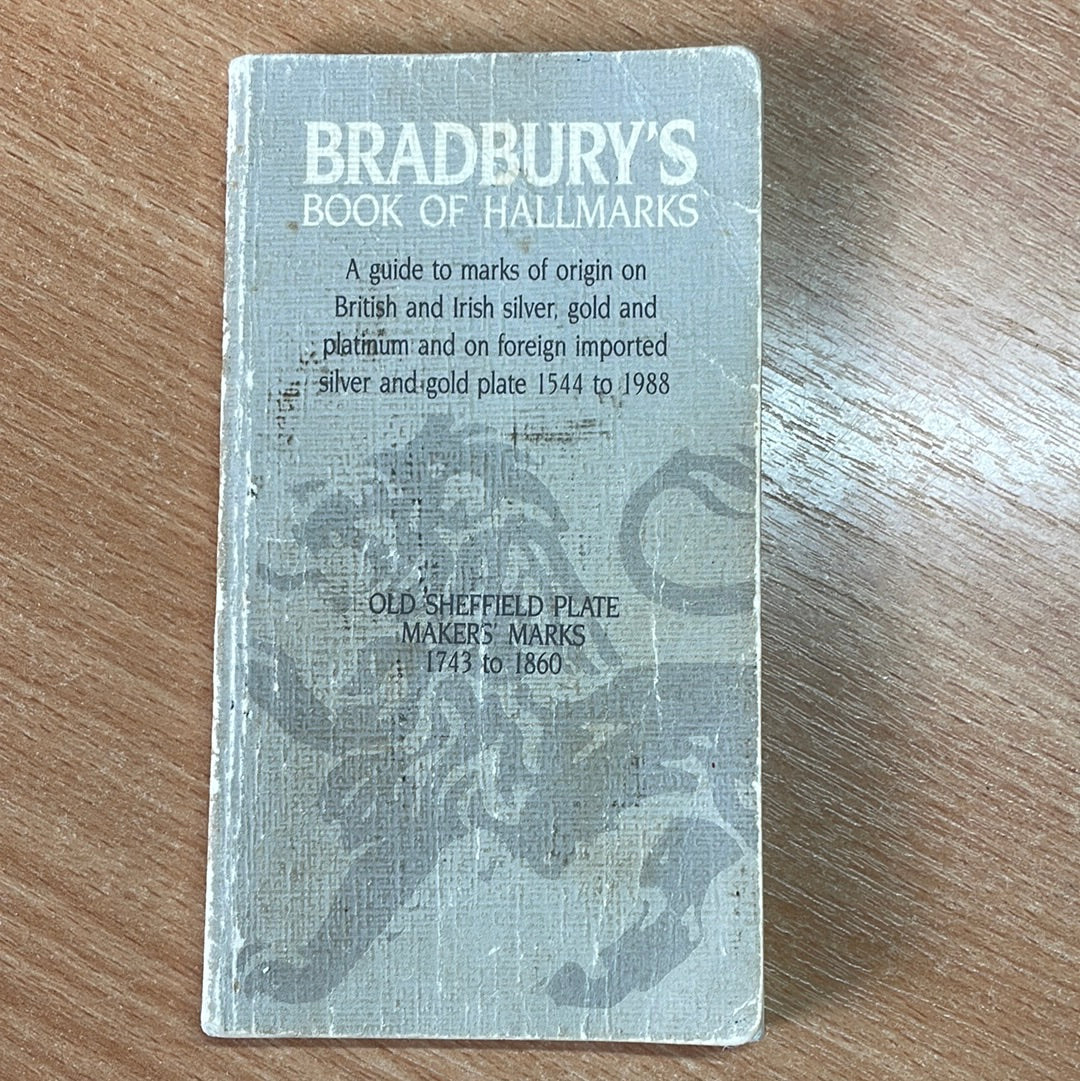 BRADBURY'S
BOOK OF HALLMARKS
A guide to marks of origin on
British and Irish silver, gold and
platinum and on foreign imported
silver and gold plate 1544 to 1988
OLD SHEFFIELD PLATE
MAKERS' MARKS
1743 to 1860